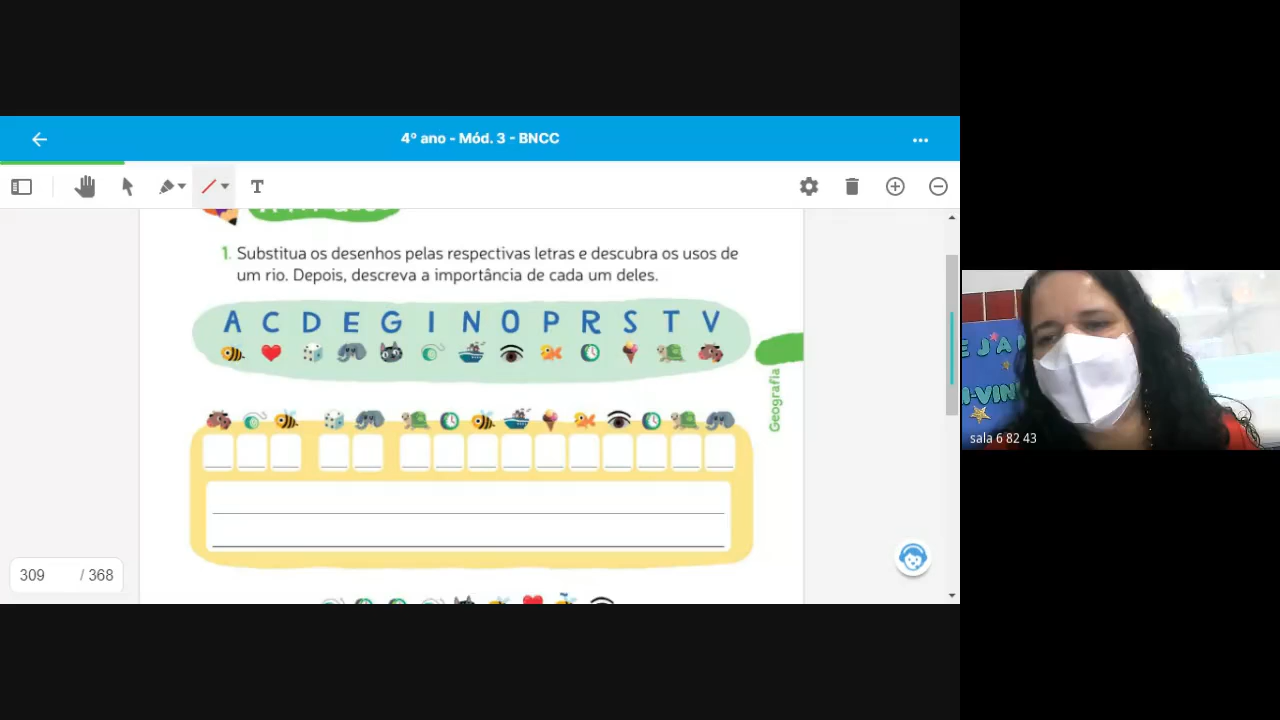 4º ano - Mód. 3 - BNCC
T
1. Substitua os desenhos pelas respectivas letras e descubra os usos de
um rio. Depois, descreva a importância de cada um deles.
A C D E G I N O P R S T V
Geografia
309 / 368
sala 6 82 43